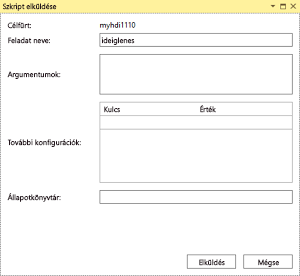 Szkript elküldése
Célfürt: myhdi1110
Feladat neve: ideiglenes
Argumentumok:
Kulcs Érték
További konfigurációk:
Állapotkönyvtár:
Elküldés Mégse